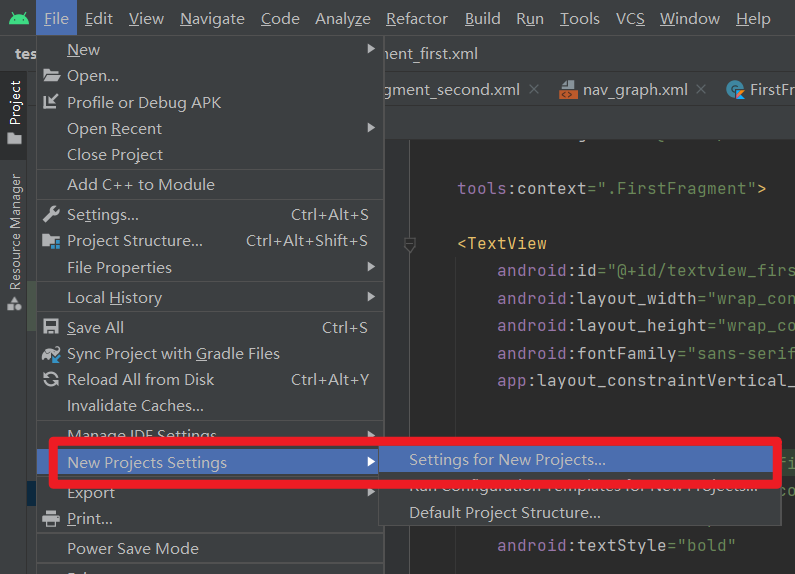 File Edit View Navigate Code Analyze Refactor Build Run Tools VCS Window Help
tes
nent_first.xml
gment_second.xml
nav_graph.xml
FirstFr
Project
Resource Manager
New
Open...
Profile or Debug APK
Open Recent
Close Project
Add C++ to Module
Settings... Ctrl+Alt+S
Project Structure... Ctrl+Alt+Shift+S
File Properties
Local History
Save All Ctrl+S
Sync Project with Gradle Files
Reload All from Disk Ctrl+Alt+Y
Invalidate Caches...
Manage IDE Settings
New Projects Settings
Export
Print...
Power Save Mode
Settings for New Projects...
Run Configuration Templates for New Projects...
Default Project Structure...
tools:context=".FirstFragment">
<TextView
android:id="@+id/textview_firs
android:layout_width="wrap_con
android:layout_height="wrap_co
android:fontFamily="sans-serif
app:layout_constraintVertical_
android:textStyle="bold"